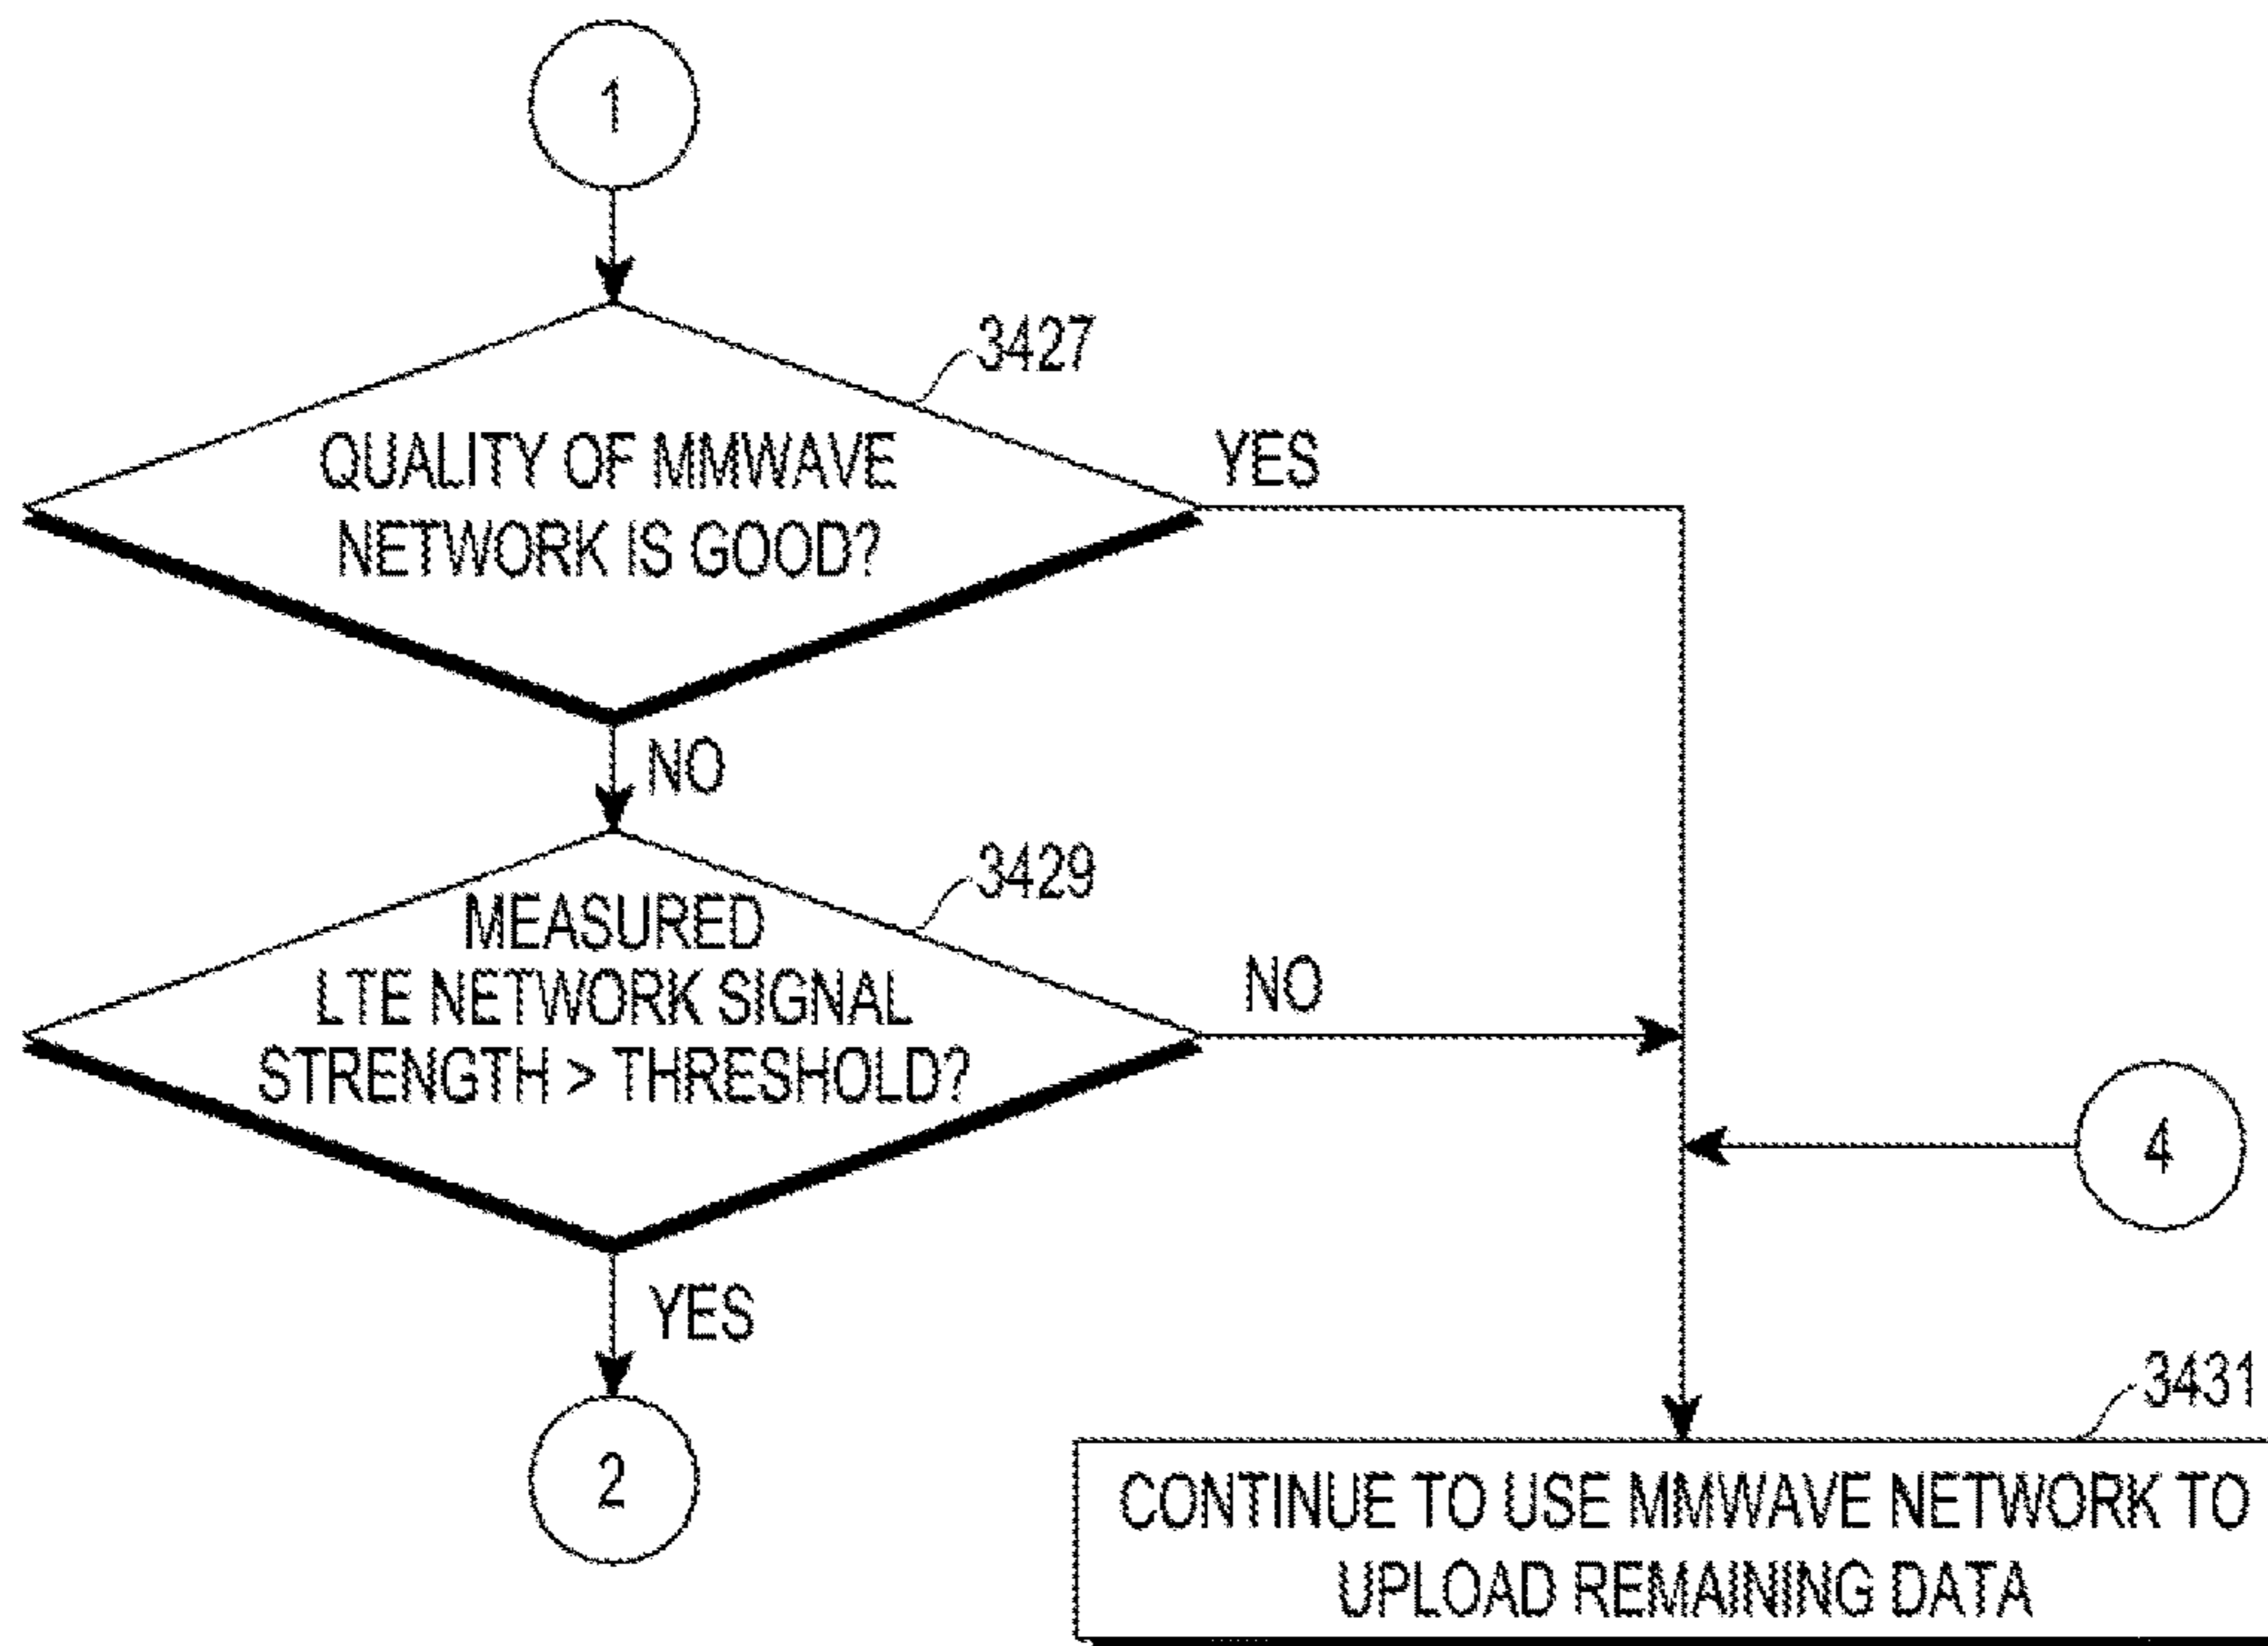 1
3427
QUALITY OF MMWAVE
NETWORK IS GOOD?
YES
NO
3429
MEASURED
LTE NETWORK SIGNAL
STRENGTH > THRESHOLD?
NO
4
YES
2
3431
CONTINUE TO USE MMWAVE NETWORK TO
UPLOAD REMAINING DATA